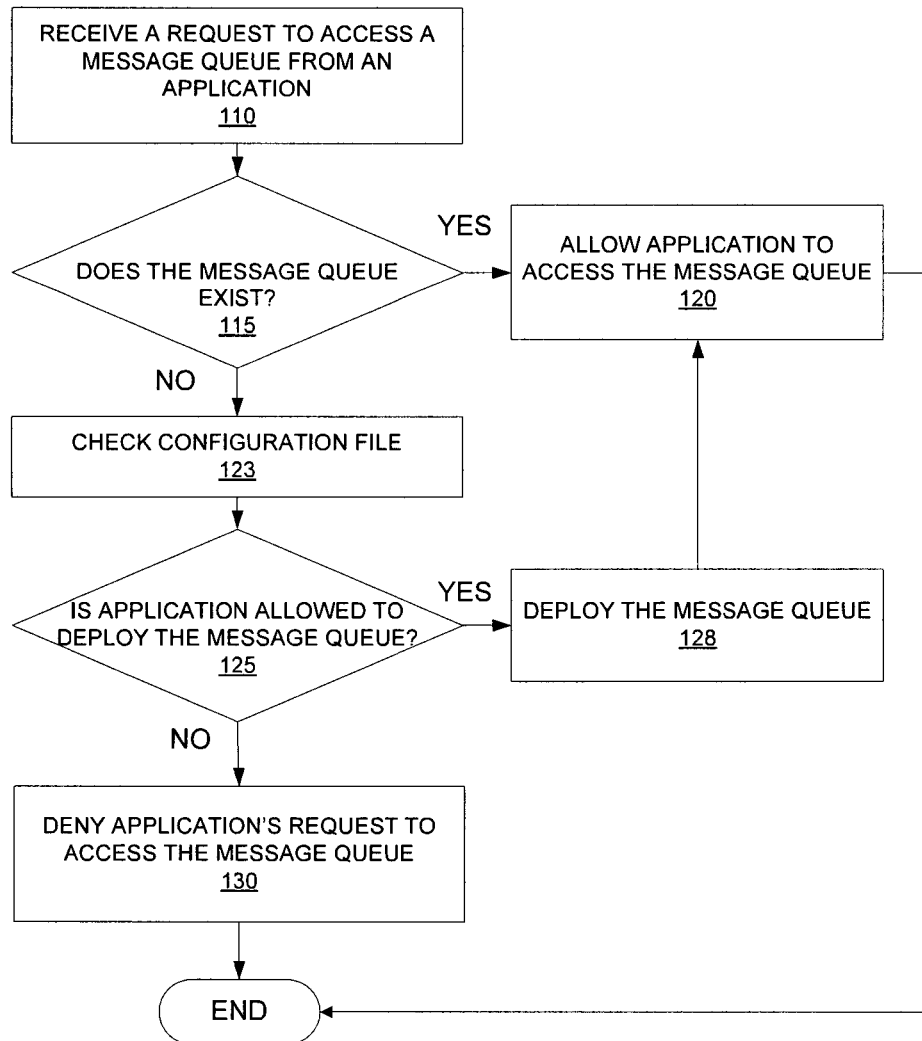 RECEIVE A REQUEST TO ACCESS A
MESSAGE QUEUE FROM AN
APPLICATION
110
DOES THE MESSAGE QUEUE
EXIST?
115
YES
ALLOW APPLICATION TO
ACCESS THE MESSAGE QUEUE
120
NO
CHECK CONFIGURATION FILE
123
IS APPLICATION ALLOWED TO
DEPLOY THE MESSAGE QUEUE?
125
YES
DEPLOY THE MESSAGE QUEUE
128
NO
DENY APPLICATION'S REQUEST TO
ACCESS THE MESSAGE QUEUE
130
END